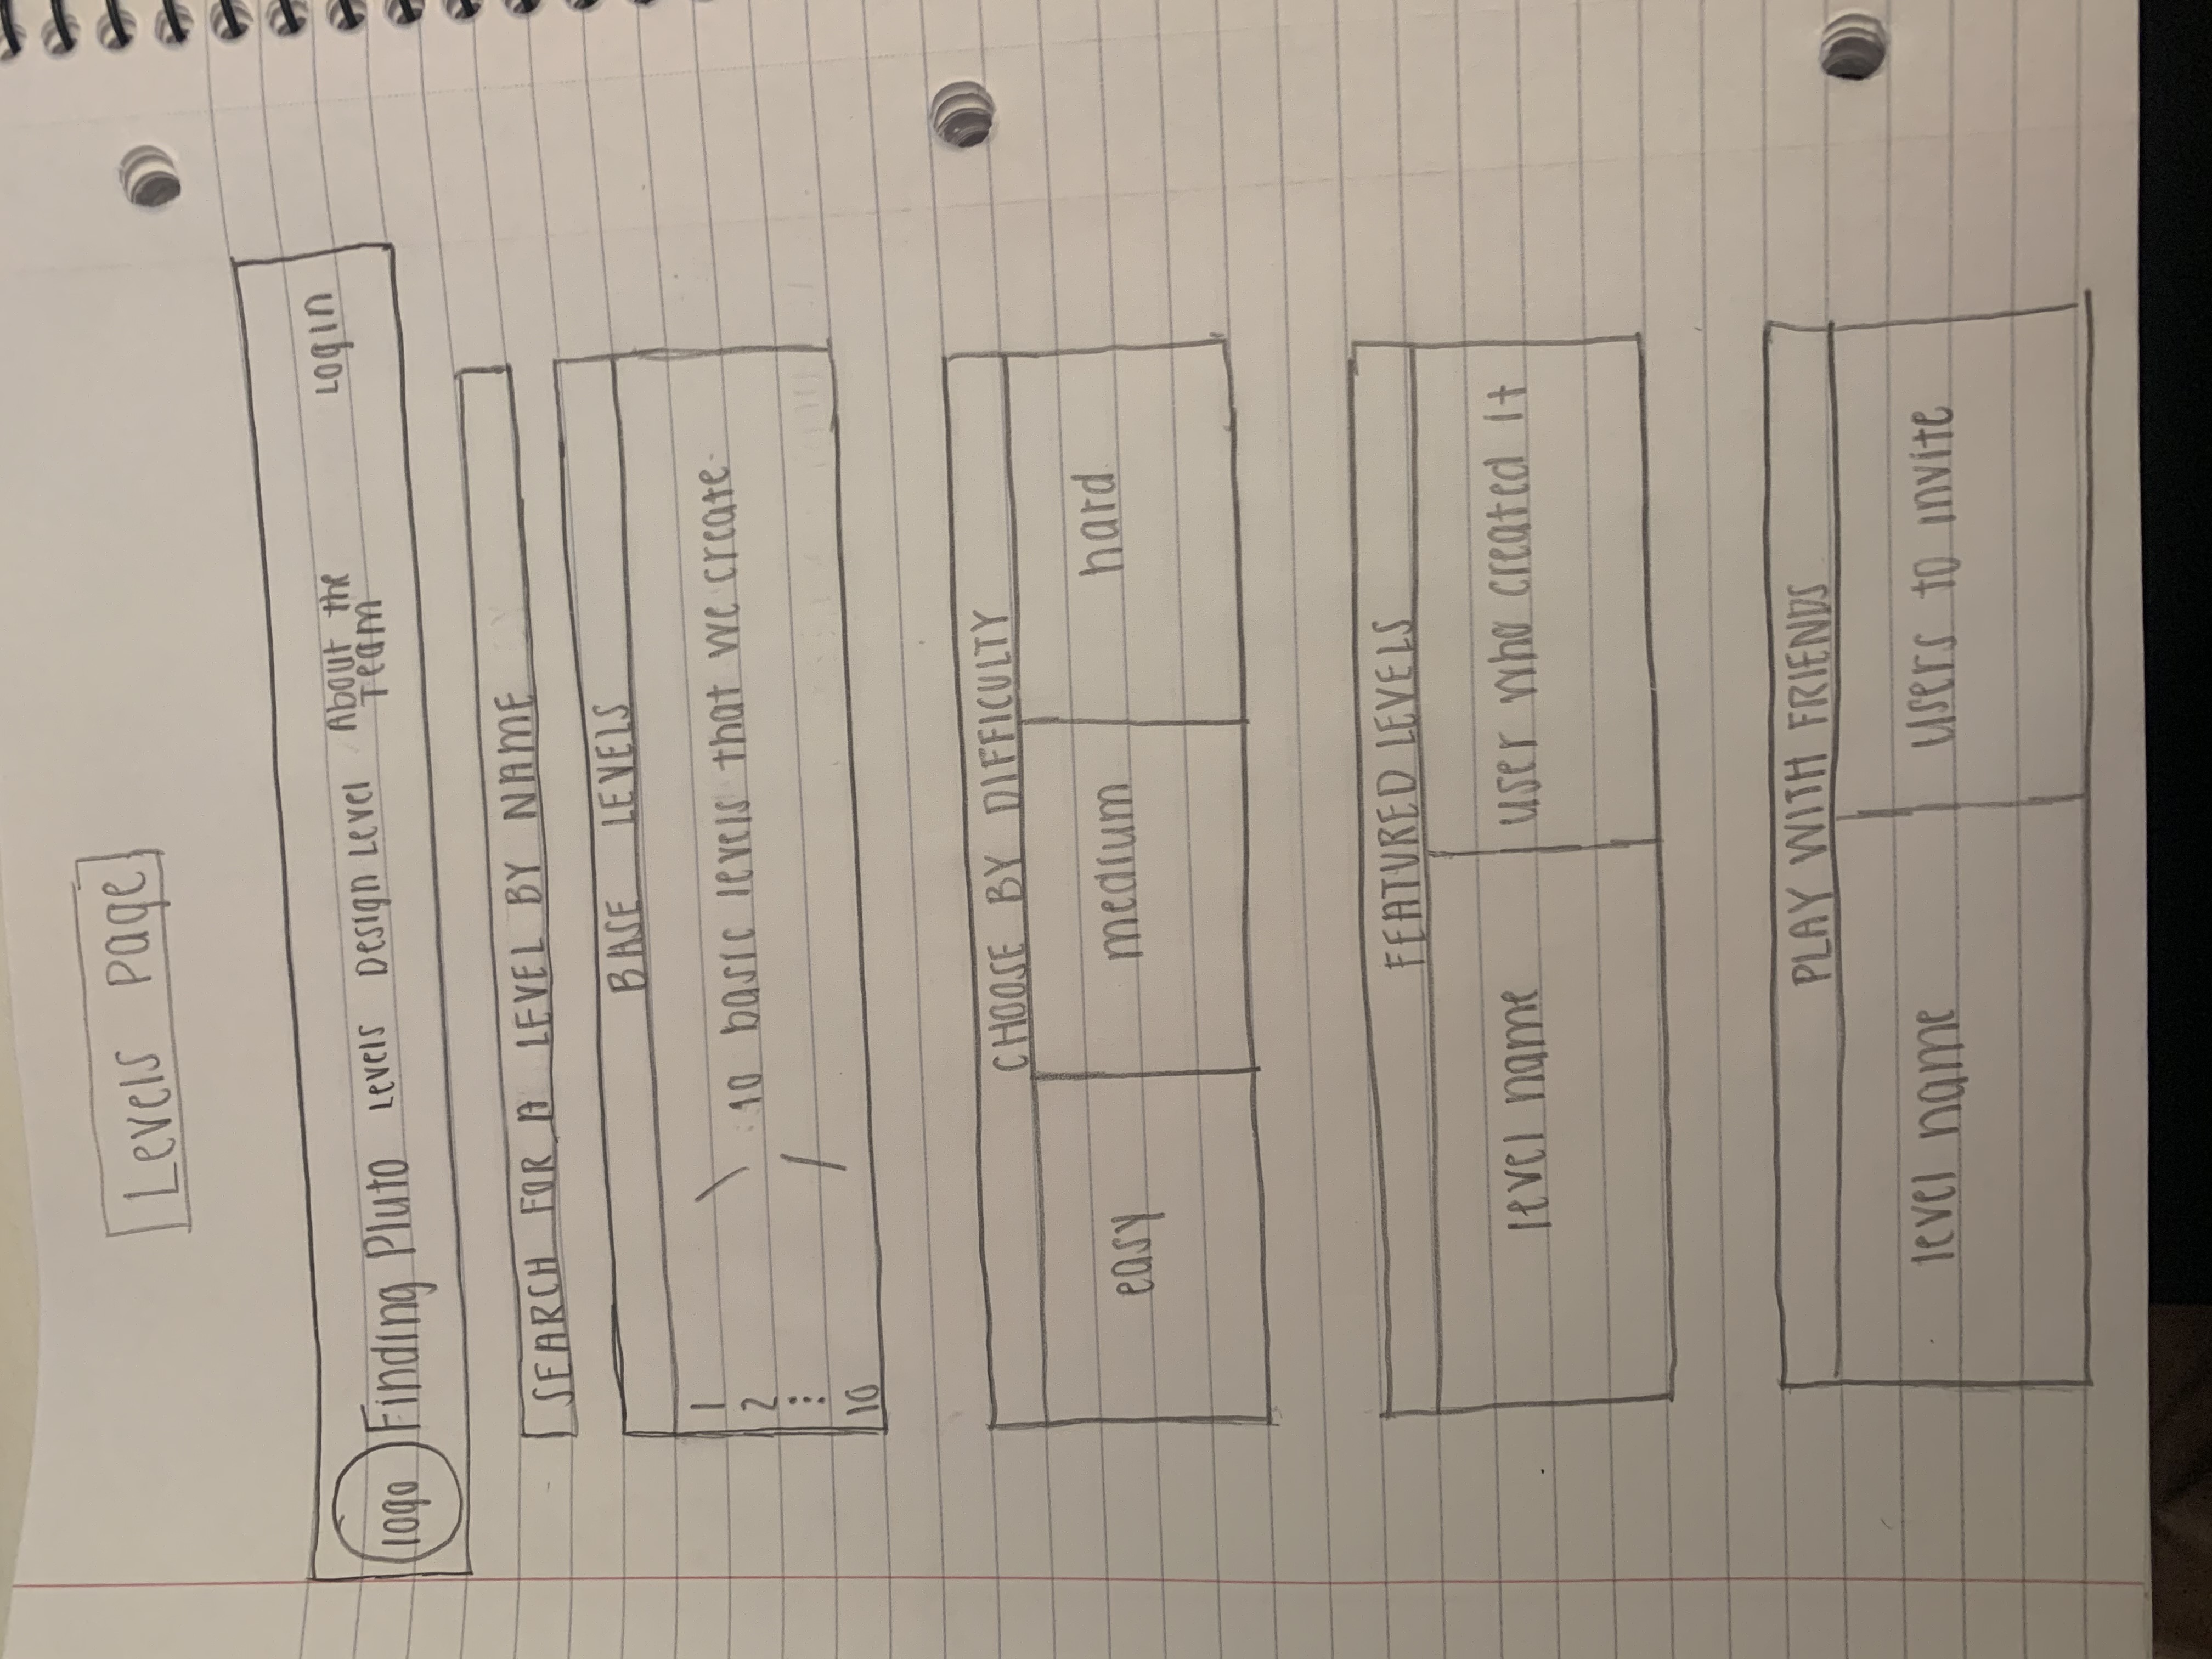 Levels Page
logo Finding Pluto Levels Design Level About the Team Login
SEARCH FOR A LEVEL BY NAME
BASE LEVELS
1
2
10 basic levels that we create
⋮
10
CHOOSE BY DIFFICULTY
easy medium hard
FEATURED LEVELS
level name user who created it
PLAY WITH FRIENDS
level name users to invite